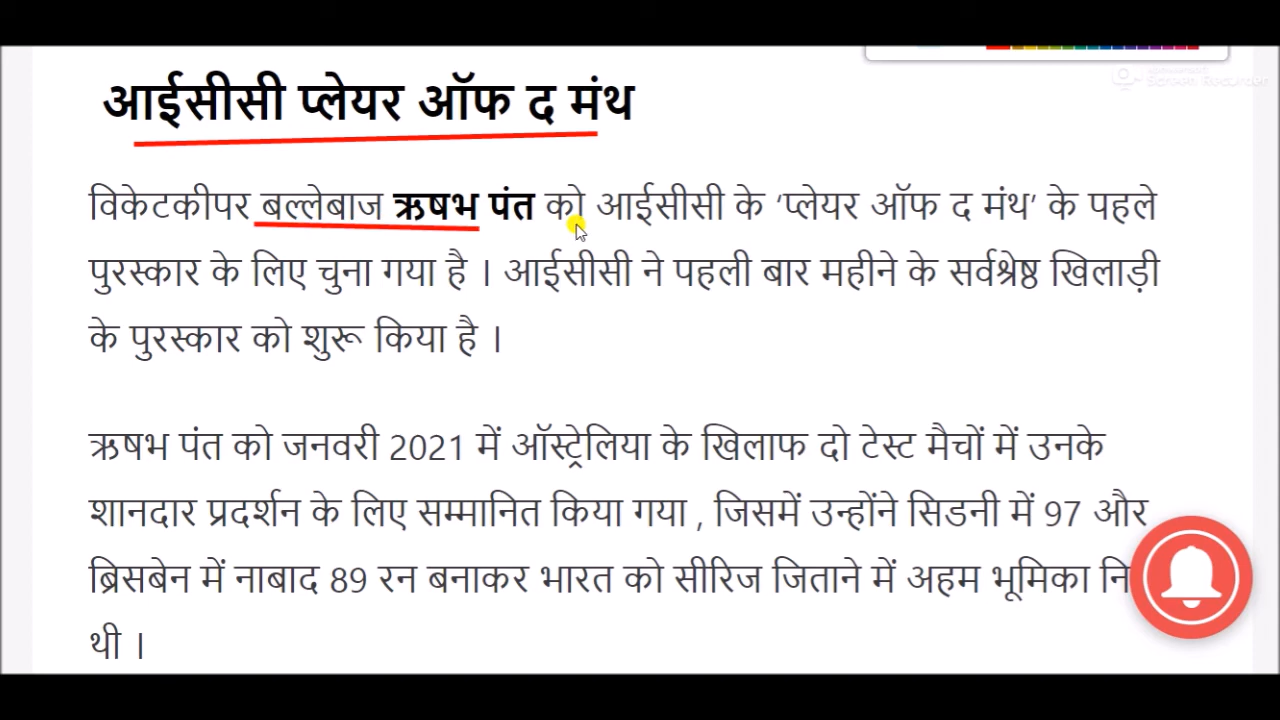 आईसीसी प्लेयर ऑफ द मंथ
विकेटकीपर बल्लेबाज ऋषभ पंत को आईसीसी के ‘प्लेयर ऑफ द मंथ’ के पहले
पुरस्कार के लिए चुना गया है । आईसीसी ने पहली बार महीने के सर्वश्रेष्ठ खिलाड़ी
के पुरस्कार को शुरू किया है ।
ऋषभ पंत को जनवरी 2021 में ऑस्ट्रेलिया के खिलाफ दो टेस्ट मैचों में उनके
शानदार प्रदर्शन के लिए सम्मानित किया गया , जिसमें उन्होंने सिडनी में 97 और
ब्रिसबेन में नाबाद 89 रन बनाकर भारत को सीरिज जिताने में अहम भूमिका नि
थी ।
Screen Recorder